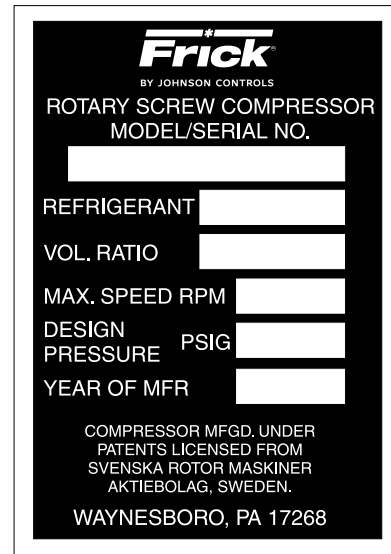 Frick®
BY JOHNSON CONTROLS
ROTARY SCREW COMPRESSOR
MODEL/SERIAL NO.
REFRIGERANT
VOL. RATIO
MAX. SPEED RPM
DESIGN
PRESSURE PSIG
YEAR OF MFR
COMPRESSOR MFGD. UNDER
PATENTS LICENSED FROM
SVENSKA ROTOR MASKINER
AKTIEBOLAG, SWEDEN.
WAYNESBORO, PA 17268